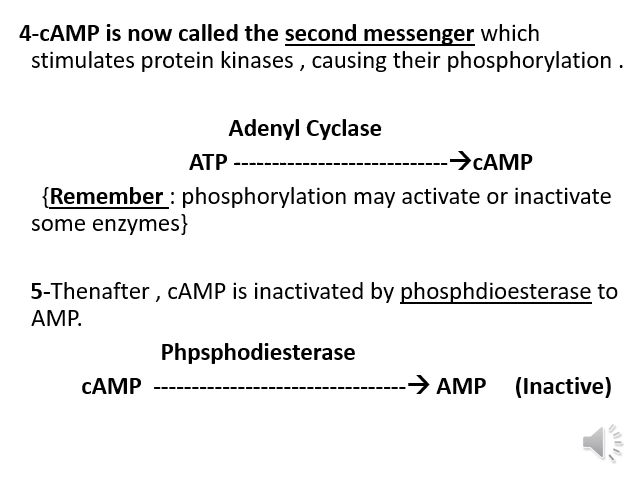 4-cAMP is now called the second messenger which
stimulates protein kinases , causing their phosphorylation .
Adenyl Cyclase
ATP ----------------------------→cAMP
{Remember : phosphorylation may activate or inactivate
some enzymes}
5-Thenafter , cAMP is inactivated by phosphdioesterase to
AMP.
Phpsphodiesterase
cAMP ---------------------------------→ AMP (Inactive)